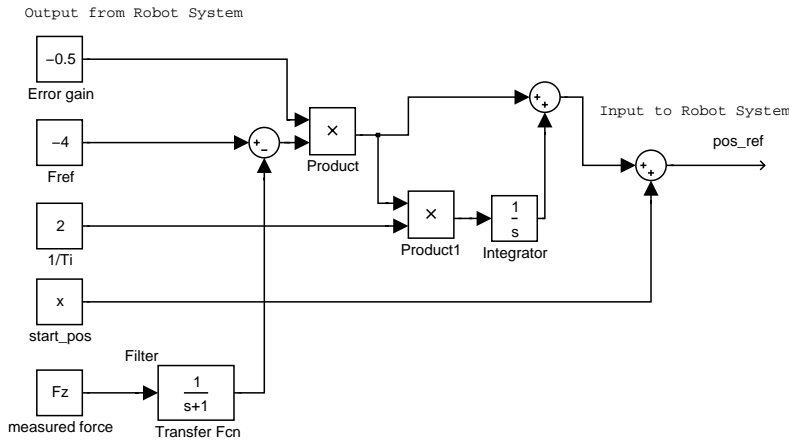 Output from Robot System
−0.5
Error gain
−4
Fref
2
1/Ti
x
start_pos
Fz
measured force
Filter
1
s+1
Transfer Fcn
+
−
×
Product
×
Product1
1
s
Integrator
+
+
Input to Robot System
pos_ref
+
+